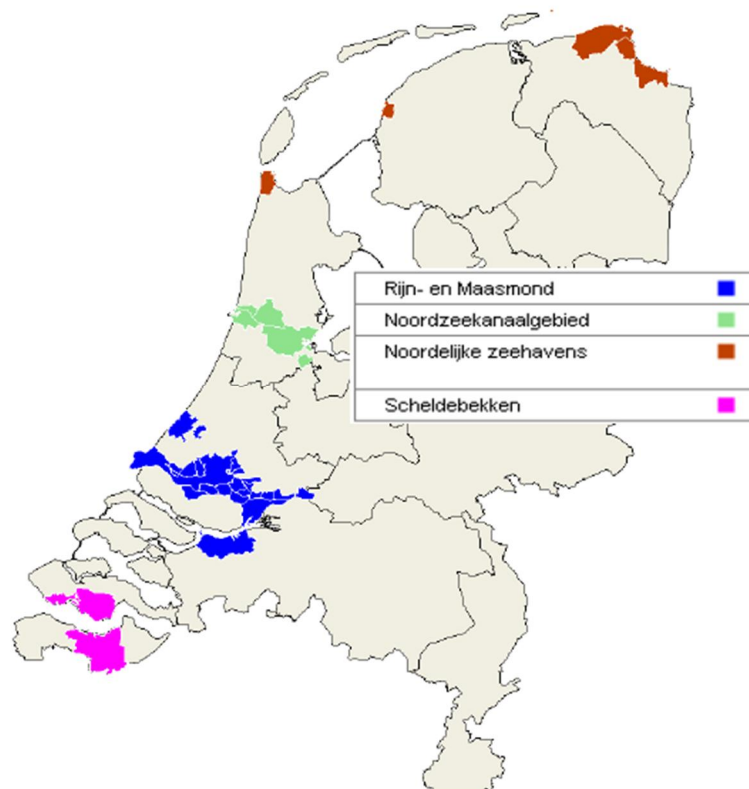 Rijn- en Maasmond
Noordzeekanaalgebied
Noordelijke zeehavens
Scheldebekken